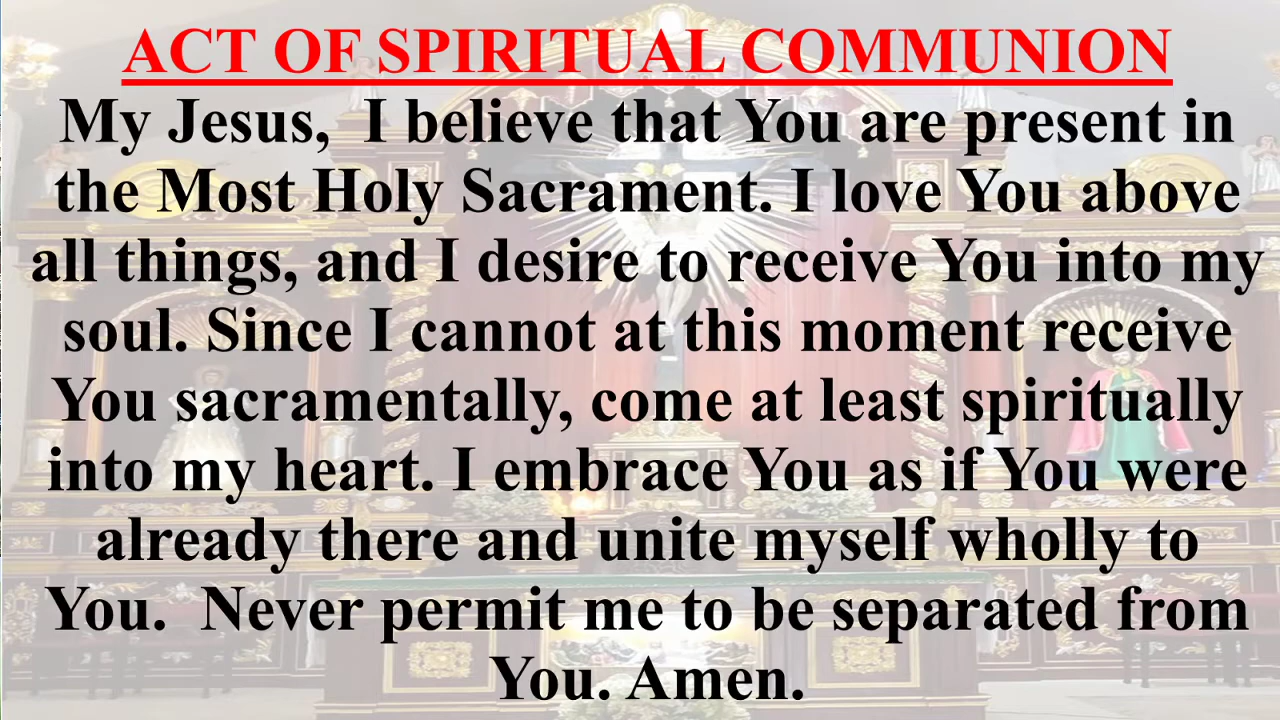 ACT OF SPIRITUAL COMMUNION
My Jesus,  I believe that You are present in
the Most Holy Sacrament. I love You above
all things, and I desire to receive You into my
soul. Since I cannot at this moment receive
You sacramentally, come at least spiritually
into my heart. I embrace You as if You were
already there and unite myself wholly to
You.  Never permit me to be separated from
You. Amen.